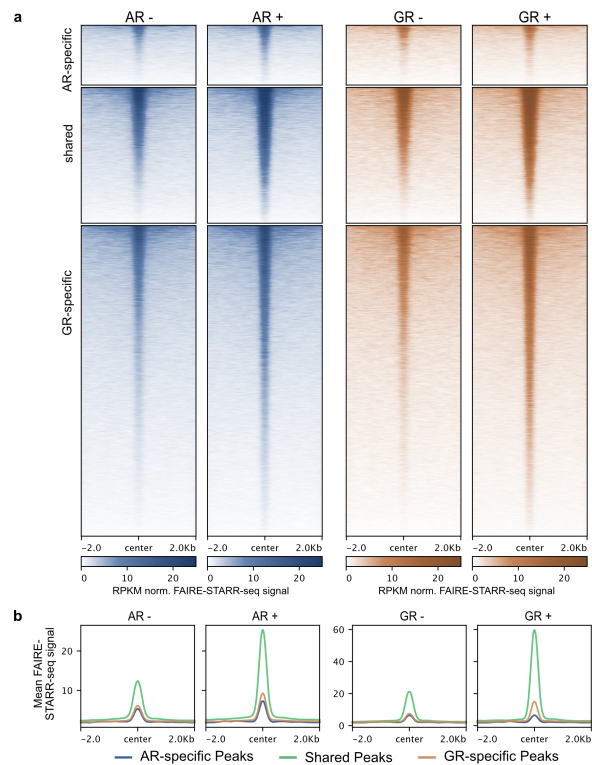 a
AR - AR + GR - GR +
AR-specific
shared
GR-specific
−2.0 center 2.0Kb −2.0 center 2.0Kb −2.0 center 2.0Kb −2.0 center 2.0Kb
0 10 20 0 10 20 0 10 20 0 10 20
RPKM norm. FAIRE-STARR-seq signal RPKM norm. FAIRE-STARR-seq signal
b
AR - AR + GR - GR +
Mean FAIRE-
STARR-seq signal
20
10
60
40
20
0
−2.0 center 2.0Kb −2.0 center 2.0Kb −2.0 center 2.0Kb −2.0 center 2.0Kb
AR-specific Peaks Shared Peaks GR-specific Peaks